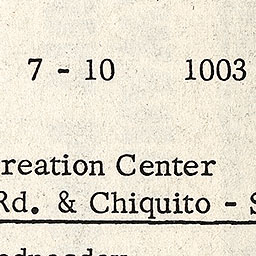 7 - 10 1003
reation Center
Rd. & Chiquito - S